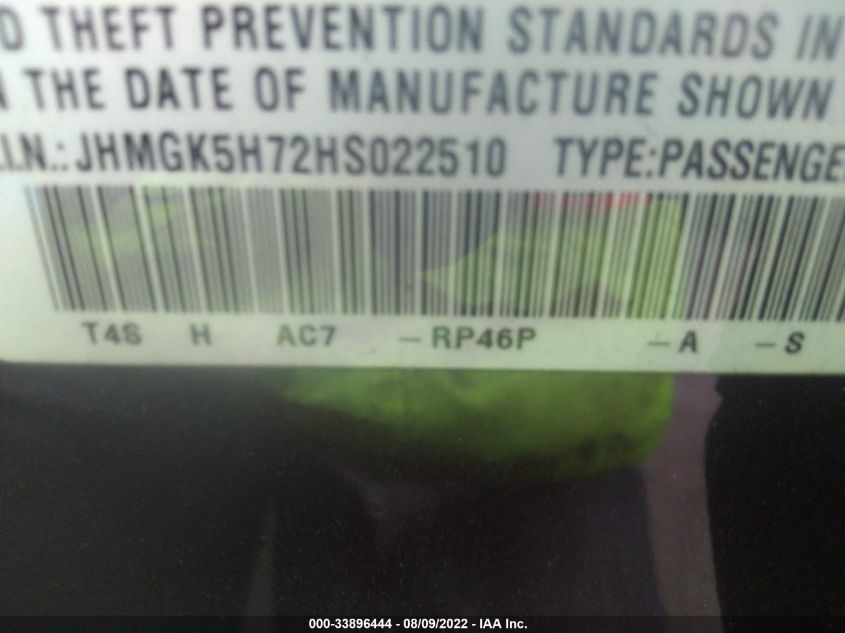 D THEFT PREVENTION STANDARDS IN
THE DATE OF MANUFACTURE SHOWN
.I.N.: JHMGK5H72HS022510 TYPE:PASSENGE
T4S H AC7 -RP46P -A -S
000-33896444 - 08/09/2022 - IAA Inc.